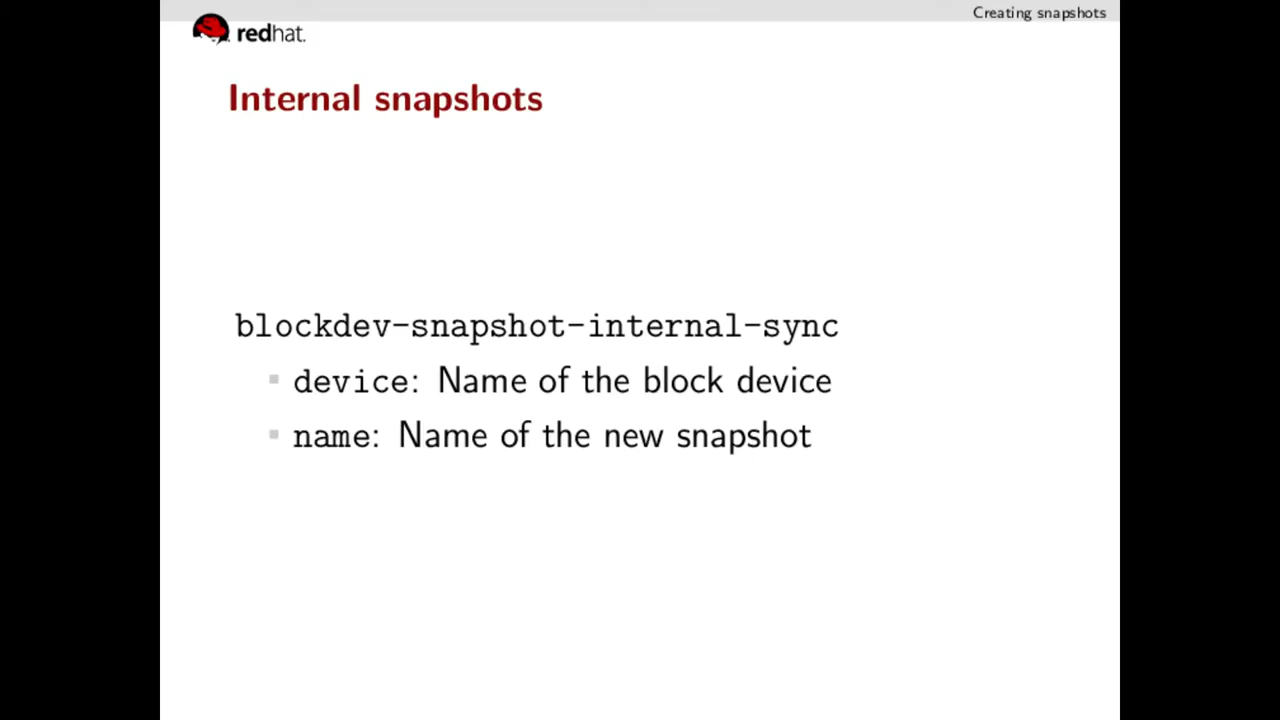 Creating snapshots
redhat.
Internal snapshots
blockdev-snapshot-internal-sync
device: Name of the block device
name: Name of the new snapshot